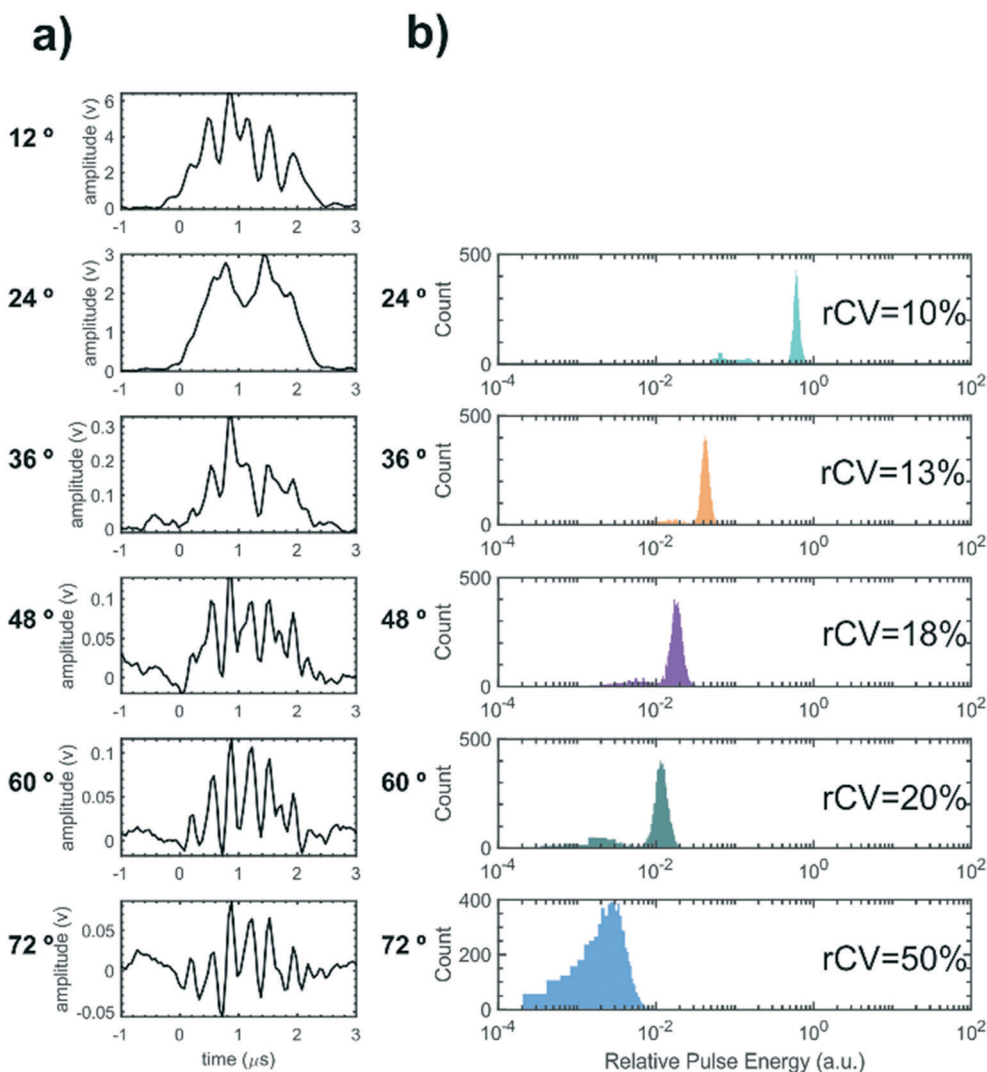 a)
b)
12 º
amplitude (v)
6
4
2
0
-1 0 1 2 3
24 º
amplitude (v)
3
2
1
0
-1 0 1 2 3
24 º
Count
500
0
rCV=10%
10-4 10-2 100 102
36 º
amplitude (v)
0.3
0.2
0.1
0
-1 0 1 2 3
36 º
Count
500
0
rCV=13%
10-4 10-2 100 102
48 º
amplitude (v)
0.1
0.05
0
-1 0 1 2 3
48 º
Count
500
0
rCV=18%
10-4 10-2 100 102
60 º
amplitude (v)
0.1
0.05
0
-1 0 1 2 3
60 º
Count
500
0
rCV=20%
10-4 10-2 100 102
72 º
amplitude (v)
0.05
0
-0.05
-1 0 1 2 3
time (μs)
72 º
Count
400
200
0
rCV=50%
10-4 10-2 100 102
Relative Pulse Energy (a.u.)